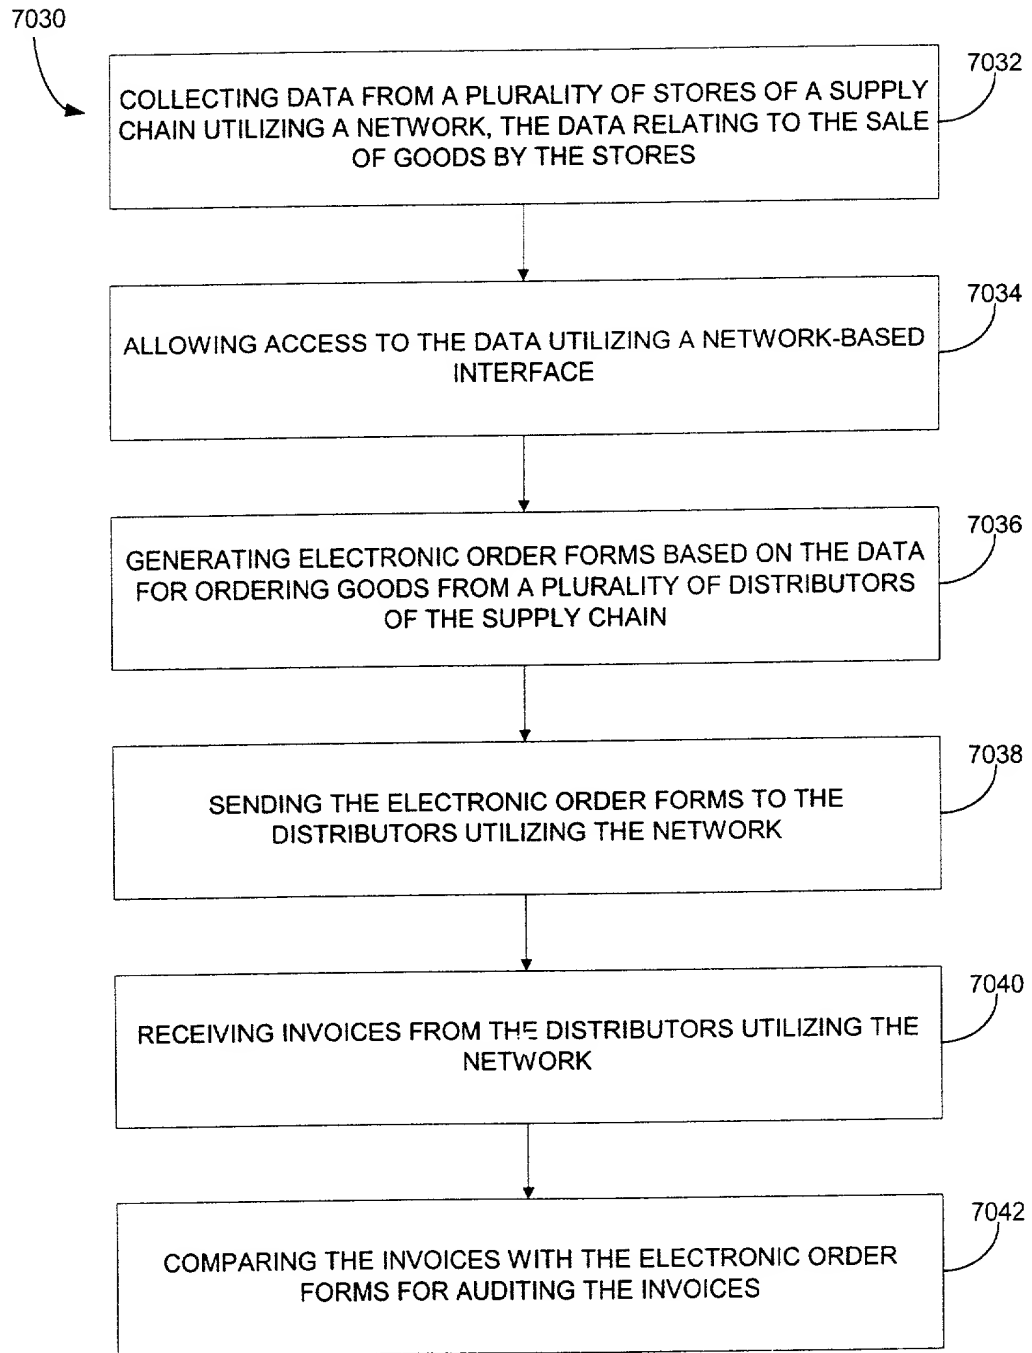 7030
7032
COLLECTING DATA FROM A PLURALITY OF STORES OF A SUPPLY
CHAIN UTILIZING A NETWORK, THE DATA RELATING TO THE SALE
OF GOODS BY THE STORES
7034
ALLOWING ACCESS TO THE DATA UTILIZING A NETWORK-BASED
INTERFACE
7036
GENERATING ELECTRONIC ORDER FORMS BASED ON THE DATA
FOR ORDERING GOODS FROM A PLURALITY OF DISTRIBUTORS
OF THE SUPPLY CHAIN
7038
SENDING THE ELECTRONIC ORDER FORMS TO THE
DISTRIBUTORS UTILIZING THE NETWORK
7040
RECEIVING INVOICES FROM THE DISTRIBUTORS UTILIZING THE
NETWORK
7042
COMPARING THE INVOICES WITH THE ELECTRONIC ORDER
FORMS FOR AUDITING THE INVOICES